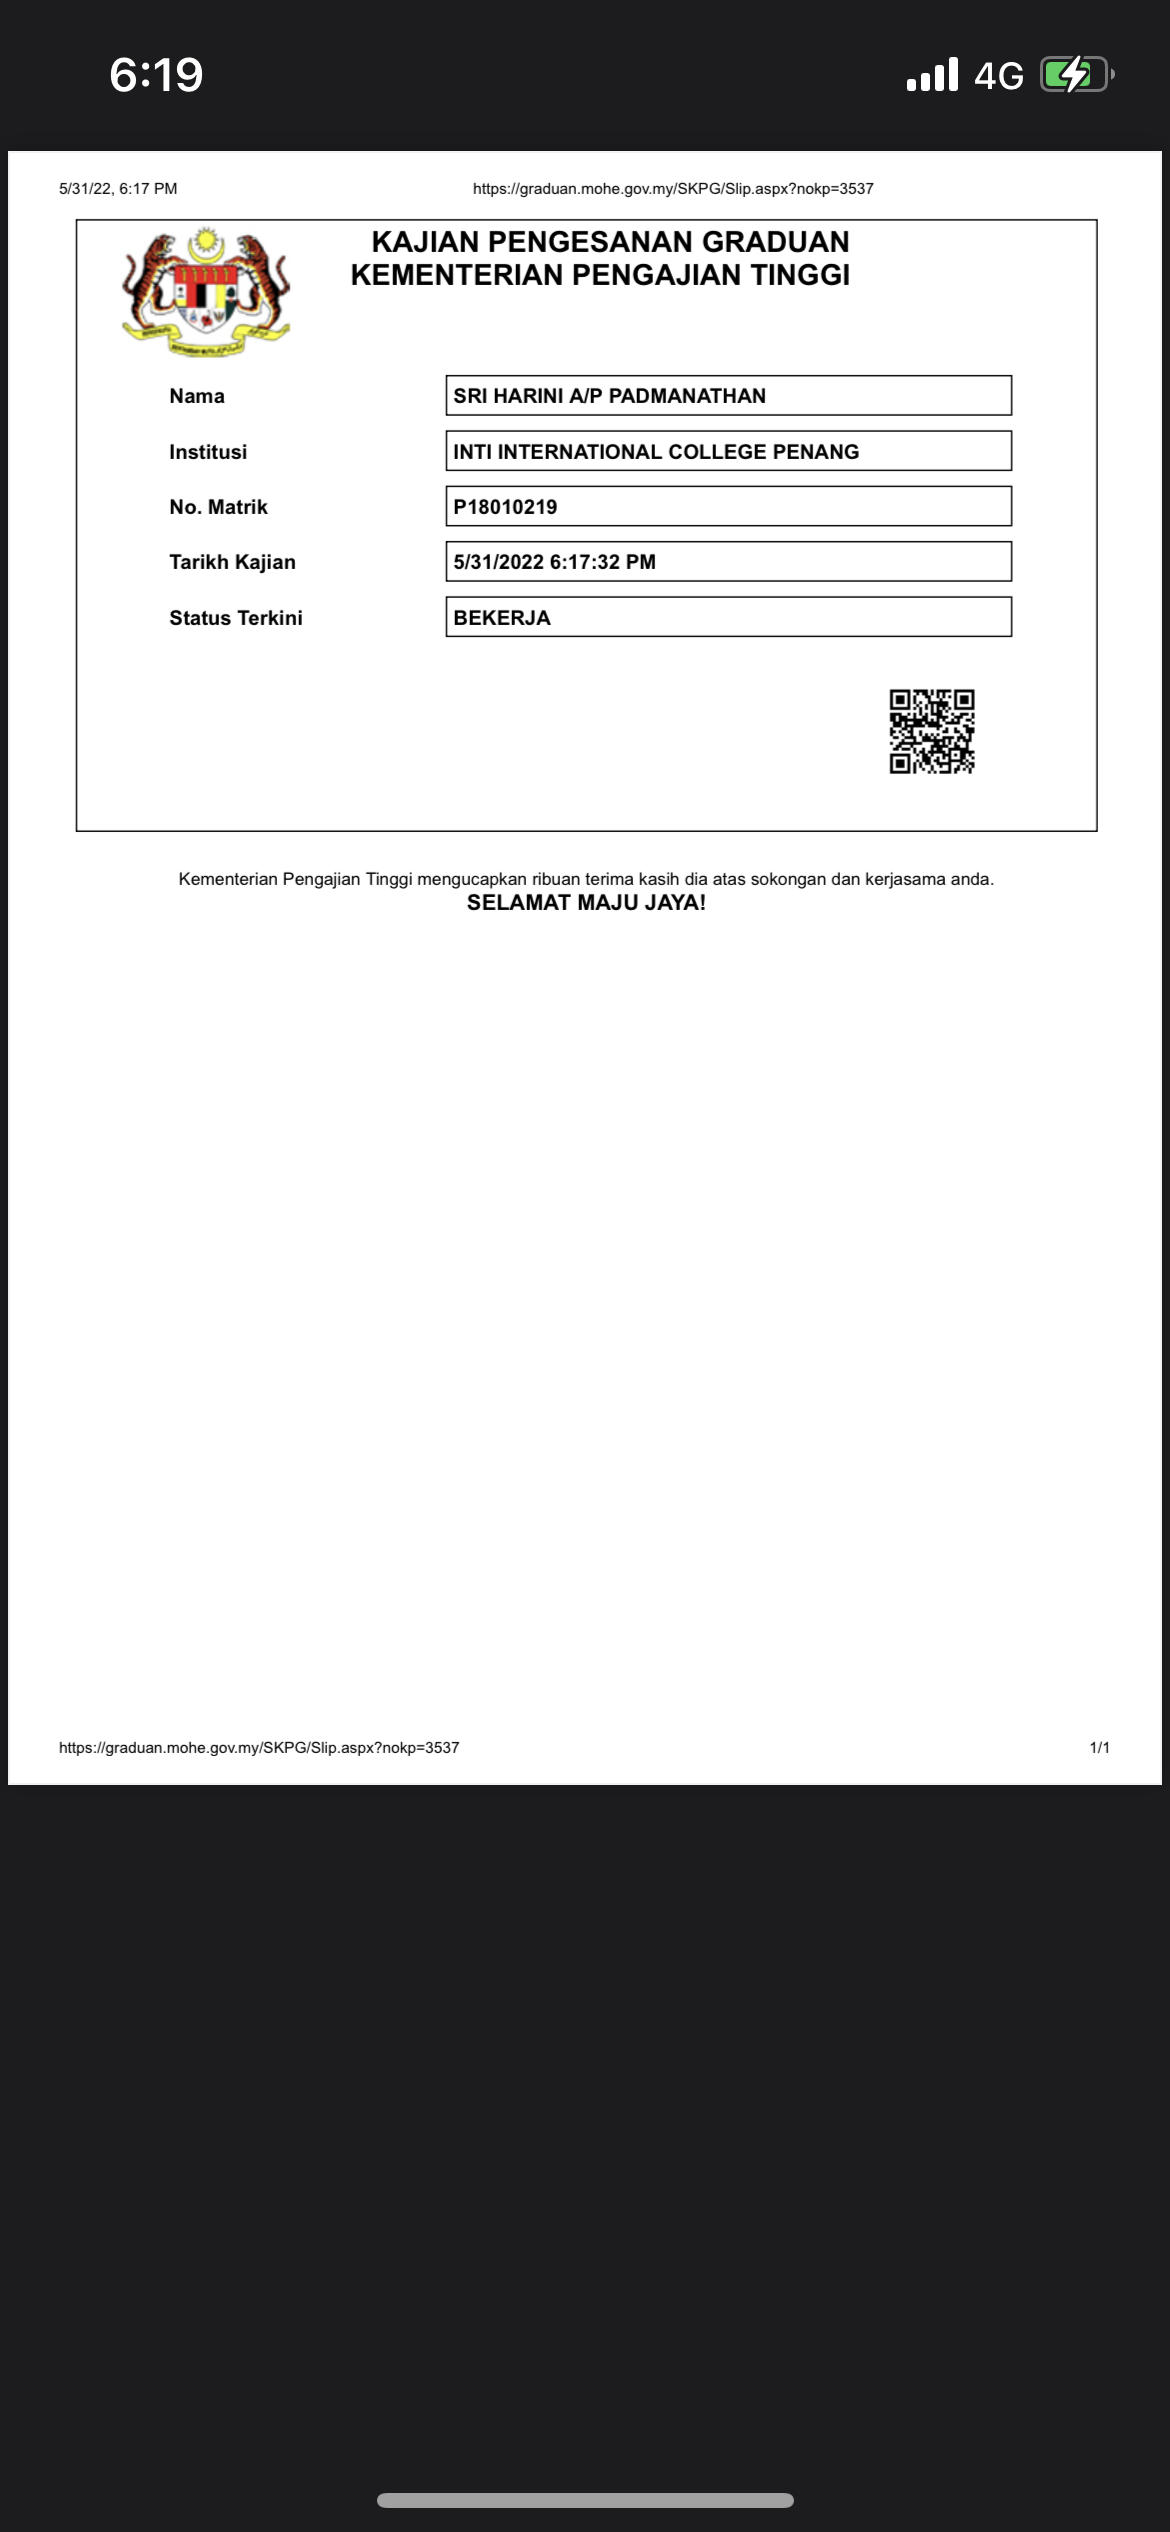 6:19
4G
5/31/22, 6:17 PM
https://graduan.mohe.gov.my/SKPG/Slip.aspx?nokp=3537
KAJIAN PENGESANAN GRADUAN
KEMENTERIAN PENGAJIAN TINGGI
Nama
SRI HARINI A/P PADMANATHAN
Institusi
INTI INTERNATIONAL COLLEGE PENANG
No. Matrik
P18010219
Tarikh Kajian
5/31/2022 6:17:32 PM
Status Terkini
BEKERJA
Kementerian Pengajian Tinggi mengucapkan ribuan terima kasih dia atas sokongan dan kerjasama anda.
SELAMAT MAJU JAYA!
https://graduan.mohe.gov.my/SKPG/Slip.aspx?nokp=3537
1/1